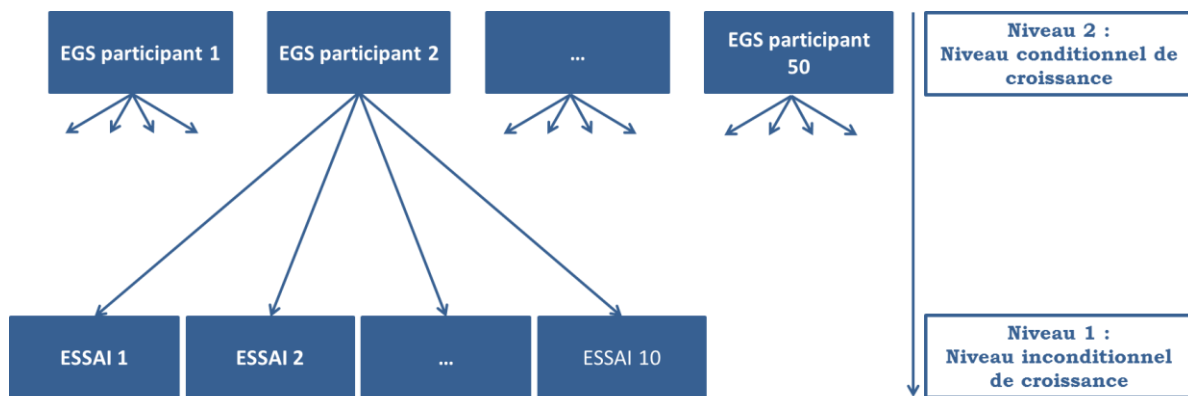 EGS participant 1
EGS participant 2
...
EGS participant
50
Niveau 2 :
Niveau conditionnel de
croissance
ESSAI 1
ESSAI 2
...
ESSAI 10
Niveau 1 :
Niveau inconditionnel
de croissance